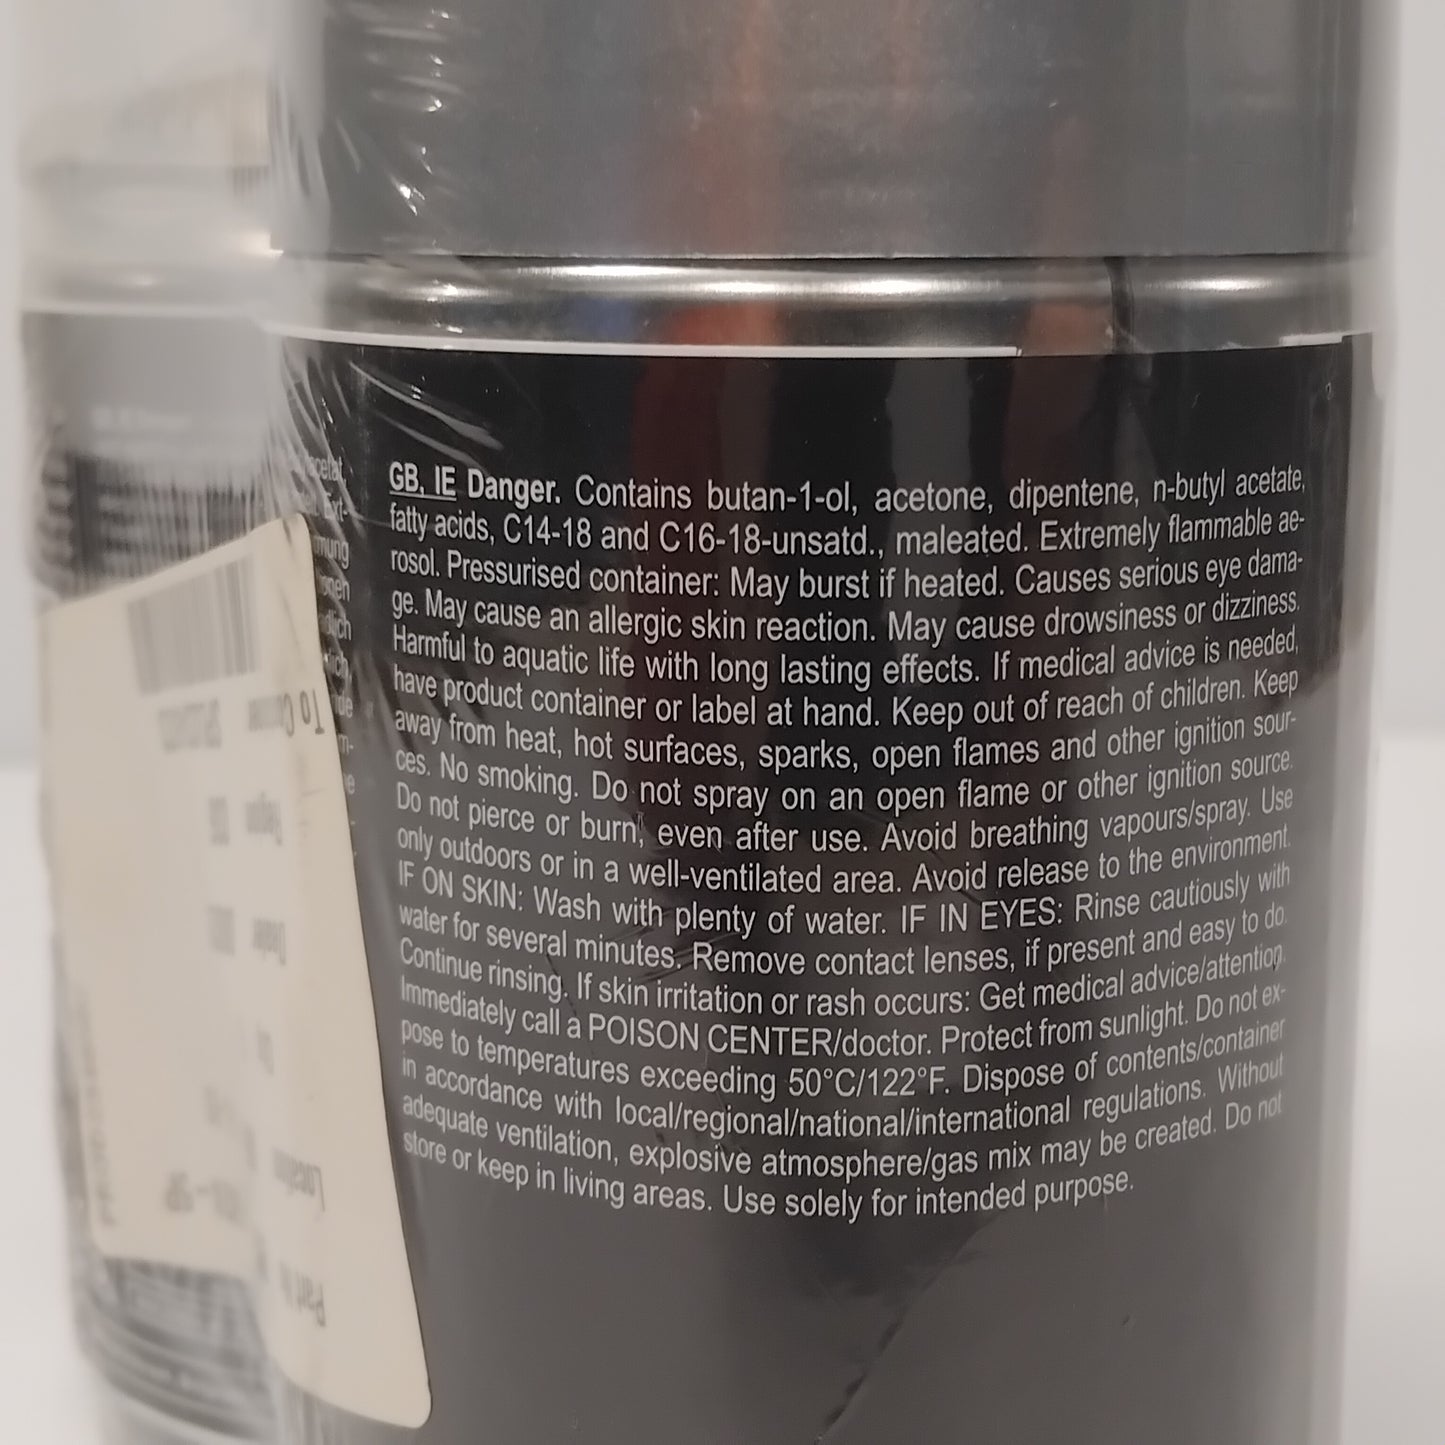 GB, IE Danger. Contains butan-1-ol, acetone, dipentene, n-butyl acetate,
fatty acids, C14-18 and C16-18-unsatd., maleated. Extremely flammable ae-
rosol. Pressurised container: May burst if heated. Causes serious eye dama-
ge. May cause an allergic skin reaction. May cause drowsiness or dizziness.
Harmful to aquatic life with long lasting effects. If medical advice is needed,
have product container or label at hand. Keep out of reach of children. Keep
away from heat, hot surfaces, sparks, open flames and other ignition sour-
ces. No smoking. Do not spray on an open flame or other ignition source.
Do not pierce or burn, even after use. Avoid breathing vapours/spray. Use
only outdoors or in a well-ventilated area. Avoid release to the environment.
IF ON SKIN: Wash with plenty of water. IF IN EYES: Rinse cautiously with
water for several minutes. Remove contact lenses, if present and easy to do.
Continue rinsing. If skin irritation or rash occurs: Get medical advice/attention.
Immediately call a POISON CENTER/doctor. Protect from sunlight. Do not ex-
pose to temperatures exceeding 50°C/122°F. Dispose of contents/container
in accordance with local/regional/national/international regulations. Without
adequate ventilation, explosive atmosphere/gas mix may be created. Do not
store or keep in living areas. Use solely for intended purpose.
To
Location
Part